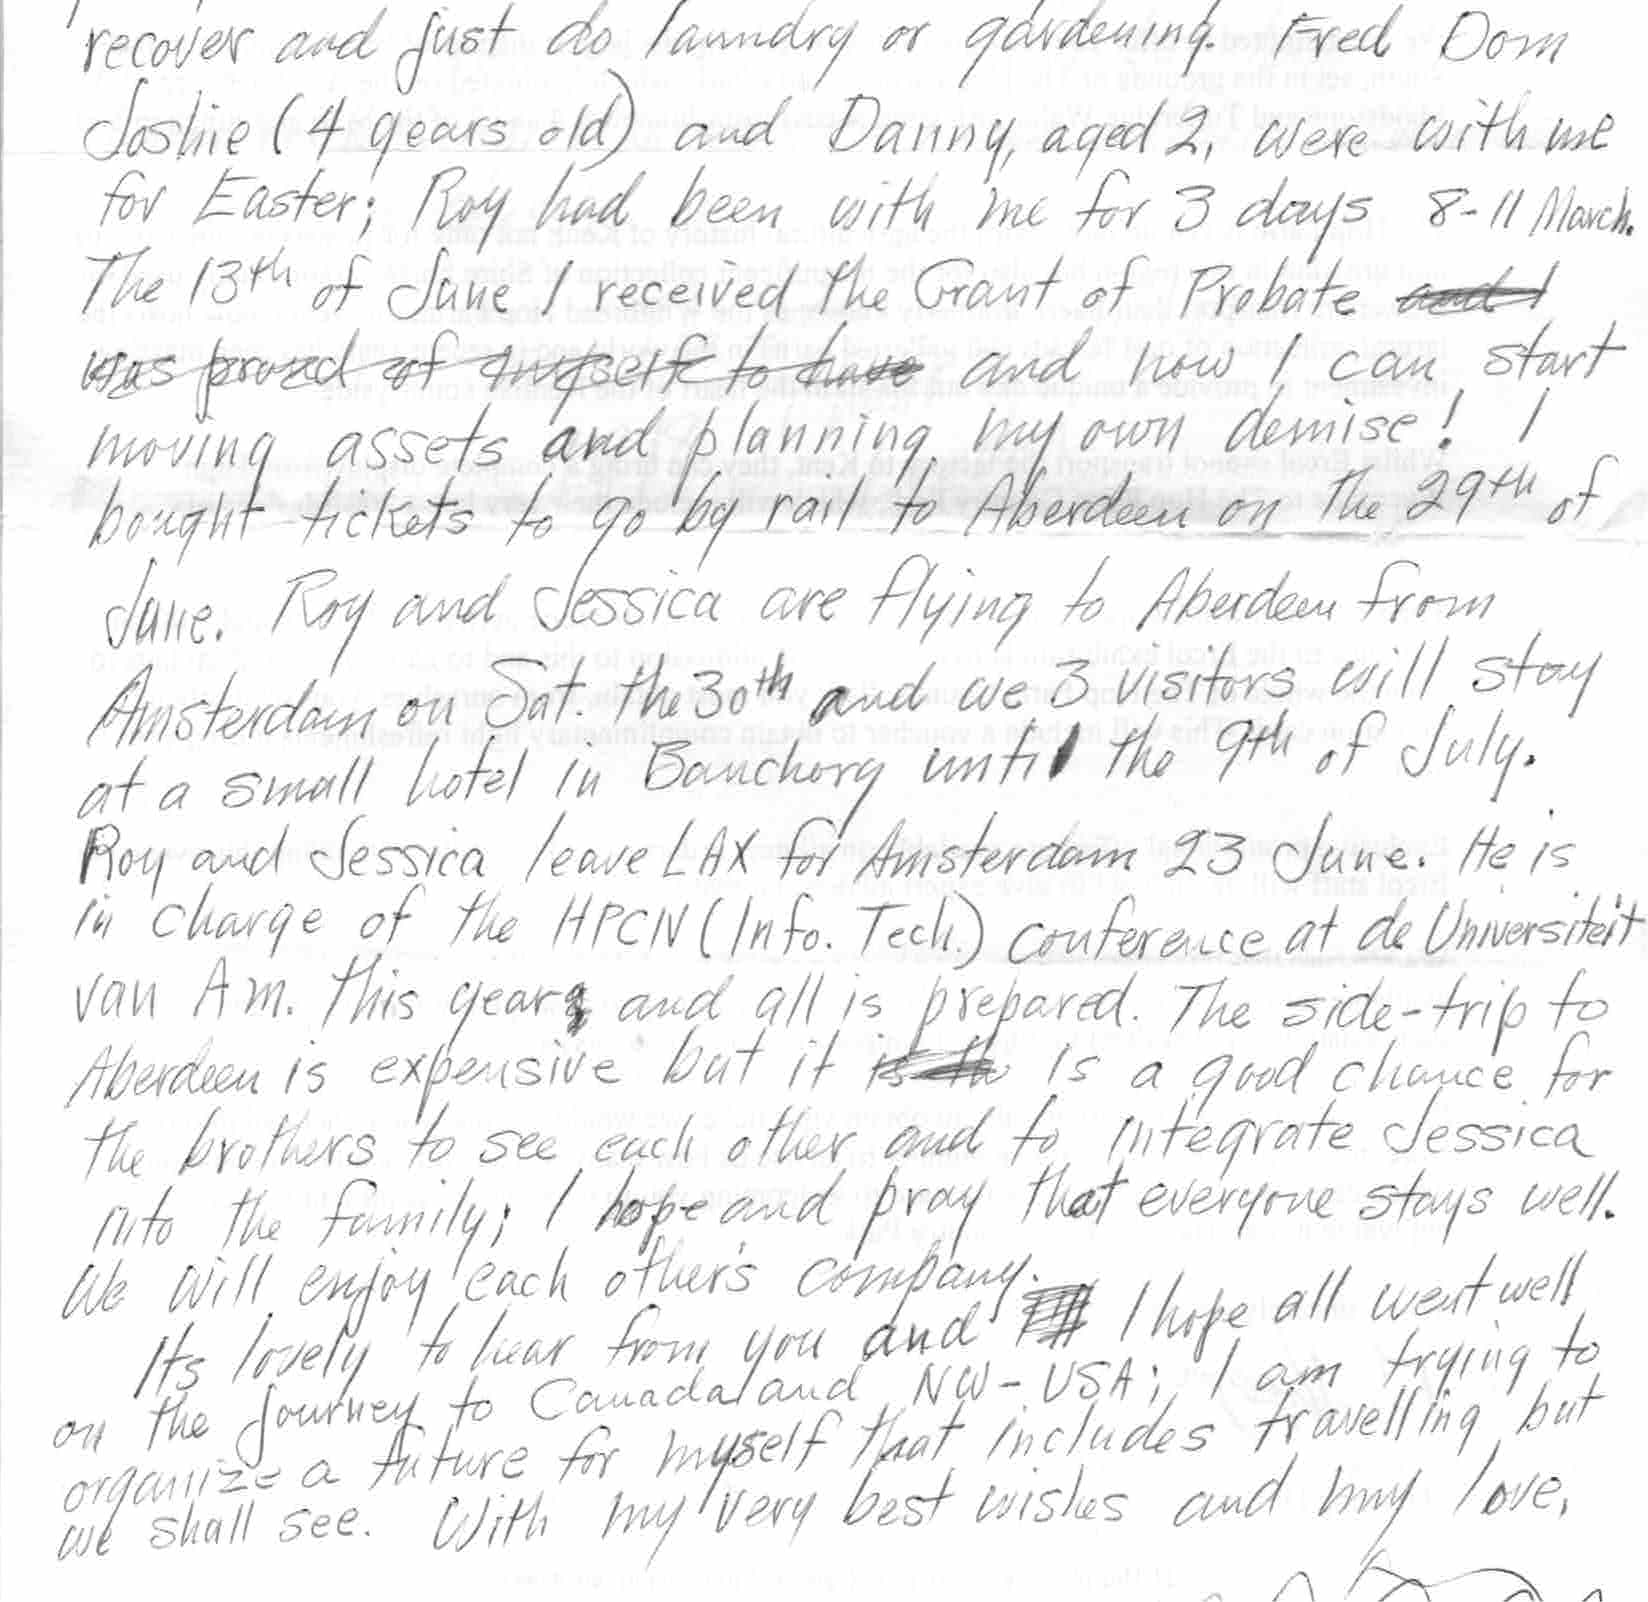 recover and just do laundry or gardening. Fred Dom
Joshie (4 years old) and Danny, aged 2, were with me
for Easter; Roy had been with me for 3 days 8-11 March.
The 13th of June I received the Grant of Probate and I
was proud of myself to have and now I can start
moving assets and planning my own demise! I
bought tickets to go by rail to Aberdeen on the 29th of
June. Roy and Jessica are flying to Aberdeen from
Amsterdam on Sat. the 30th and we 3 visitors will stay
at a small hotel in Banchory until the 9th of July.
Roy and Jessica leave LAX for Amsterdam 23 June. He is
in charge of the HPCN (Info. Tech.) conference at de Universiteit
van Am. this year, and all is prepared. The side-trip to
Aberdeen is expensive but it is the is a good chance for
the brothers to see each other and to integrate Jessica
into the family; I hope and pray that everyone stays well.
We will enjoy each other's company.
Its lovely to hear from you and I hope all went well
on the journey to Canada and NW-USA; I am trying to
organize a future for myself that includes travelling but
we shall see. With my very best wishes and my love,